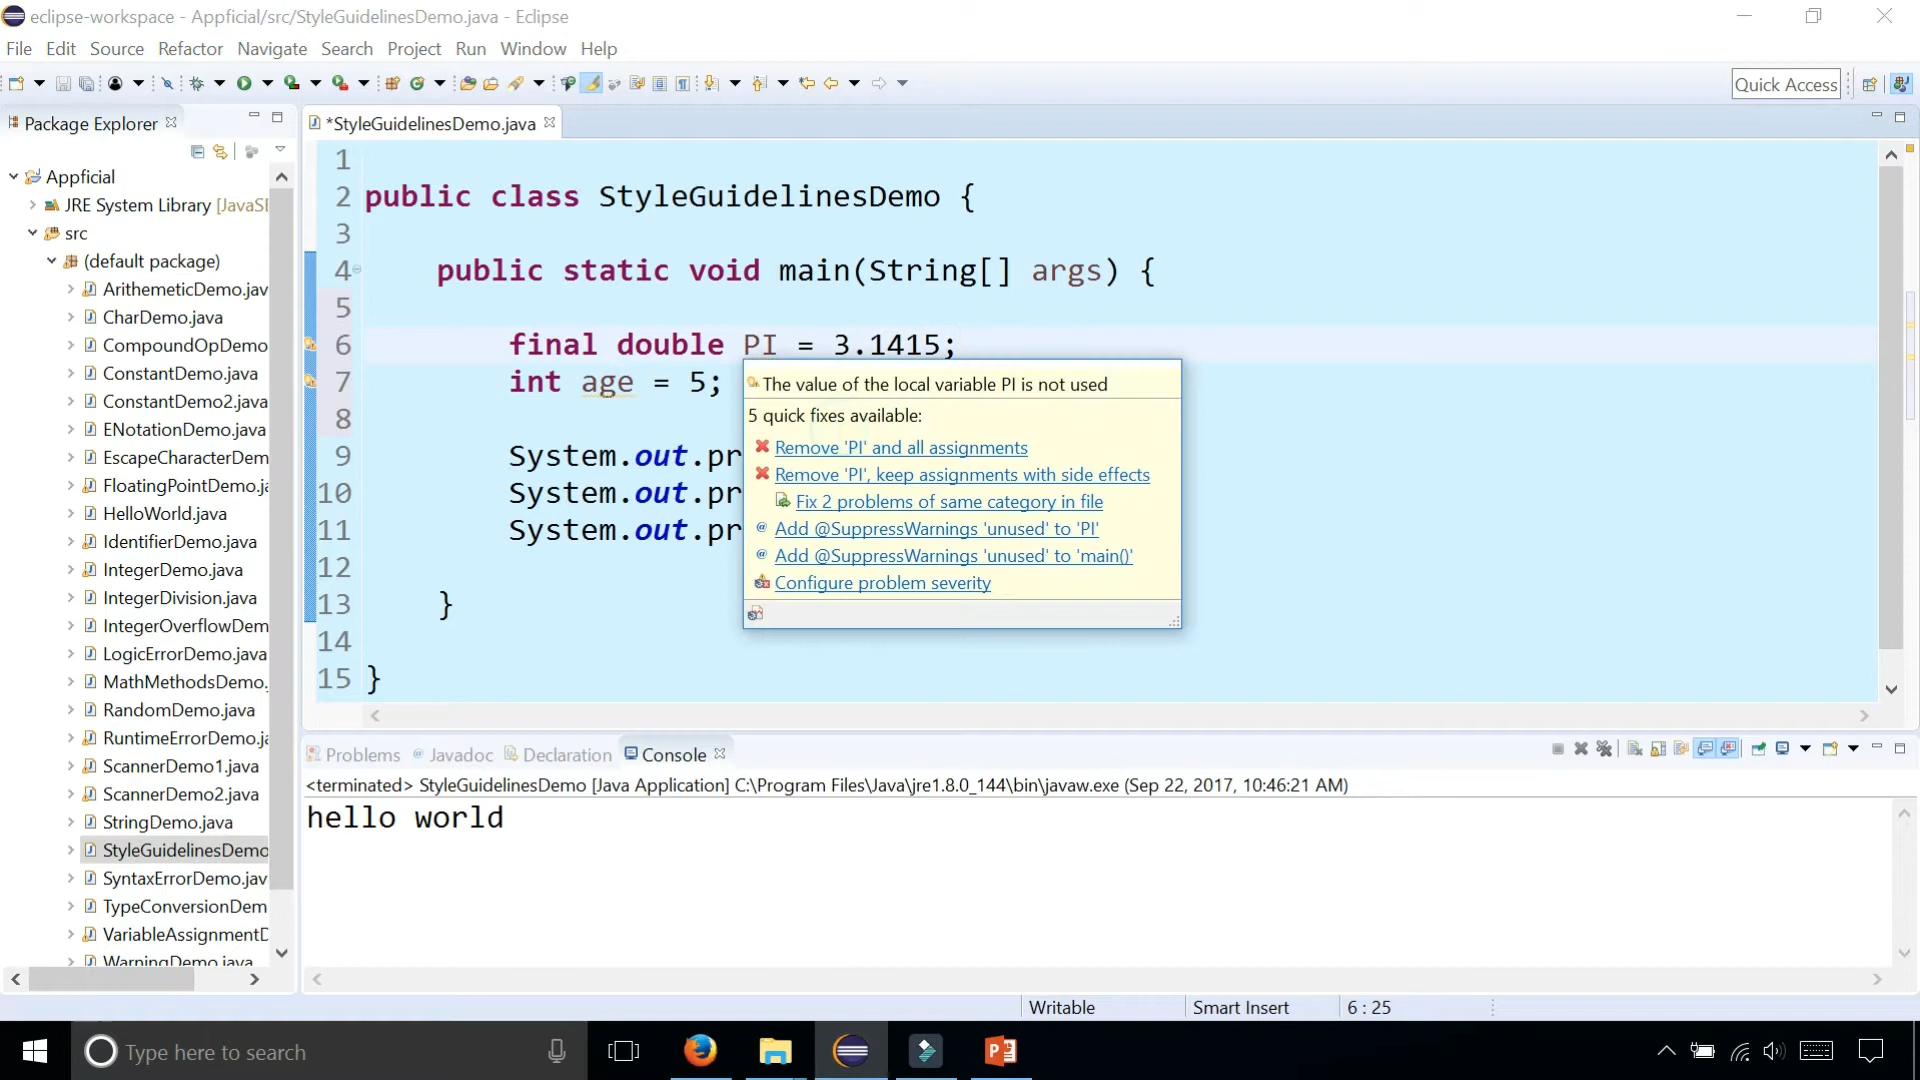 eclipse-workspace - Appficial/src/StyleGuidelinesDemo.java - Eclipse
File Edit Source Refactor Navigate Search Project Run Window Help
Quick Access
Package Explorer
*StyleGuidelinesDemo.java
Appficial
JRE System Library [JavaSE
src
(default package)
ArithemeticDemo.jav
CharDemo.java
CompoundOpDemo
ConstantDemo.java
ConstantDemo2.java
ENotationDemo.java
EscapeCharacterDem
FloatingPointDemo.ja
HelloWorld.java
IdentifierDemo.java
IntegerDemo.java
IntegerDivision.java
IntegerOverflowDem
LogicErrorDemo.java
MathMethodsDemo.
RandomDemo.java
RuntimeErrorDemo.ja
ScannerDemo1.java
ScannerDemo2.java
StringDemo.java
StyleGuidelinesDemo
SyntaxErrorDemo.jav
TypeConversionDem
VariableAssignmentD
WarningDemo.java
1
2 public class StyleGuidelinesDemo {
3
4 public static void main(String[] args) {
5
6 final double PI = 3.1415;
7 int age = 5;
8
9 System.out.pr
10 System.out.pr
11 System.out.pr
12
13 }
14
15 }
The value of the local variable PI is not used
5 quick fixes available:
Remove 'PI' and all assignments
Remove 'PI', keep assignments with side effects
Fix 2 problems of same category in file
Add @SuppressWarnings 'unused' to 'PI'
Add @SuppressWarnings 'unused' to 'main()'
Configure problem severity
Problems Javadoc Declaration Console
<terminated> StyleGuidelinesDemo [Java Application] C:\Program Files\Java\jre1.8.0_144\bin\javaw.exe (Sep 22, 2017, 10:46:21 AM)
hello world
Writable Smart Insert 6 : 25
Type here to search